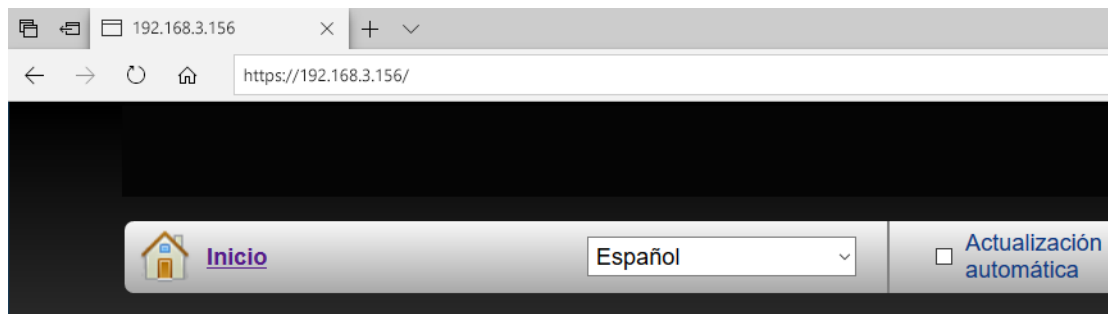 192.168.3.156
https://192.168.3.156/
Inicio
Español
Actualización
automática